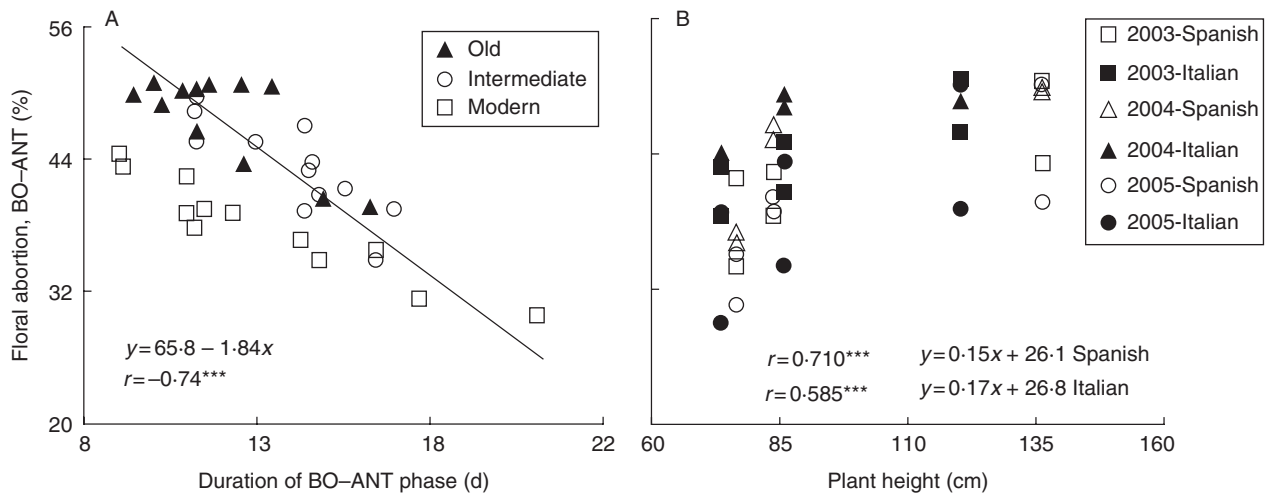 A
B
56
44
32
20
Floral abortion, BO–ANT (%)
Old
Intermediate
Modern
y=65·8 – 1·84x
r=–0·74***
8
13
18
22
Duration of BO–ANT phase (d)
2003-Spanish
2003-Italian
2004-Spanish
2004-Italian
2005-Spanish
2005-Italian
r=0·710*** y=0·15x + 26·1 Spanish
r=0·585*** y=0·17x + 26·8 Italian
60
85
110
135
160
Plant height (cm)